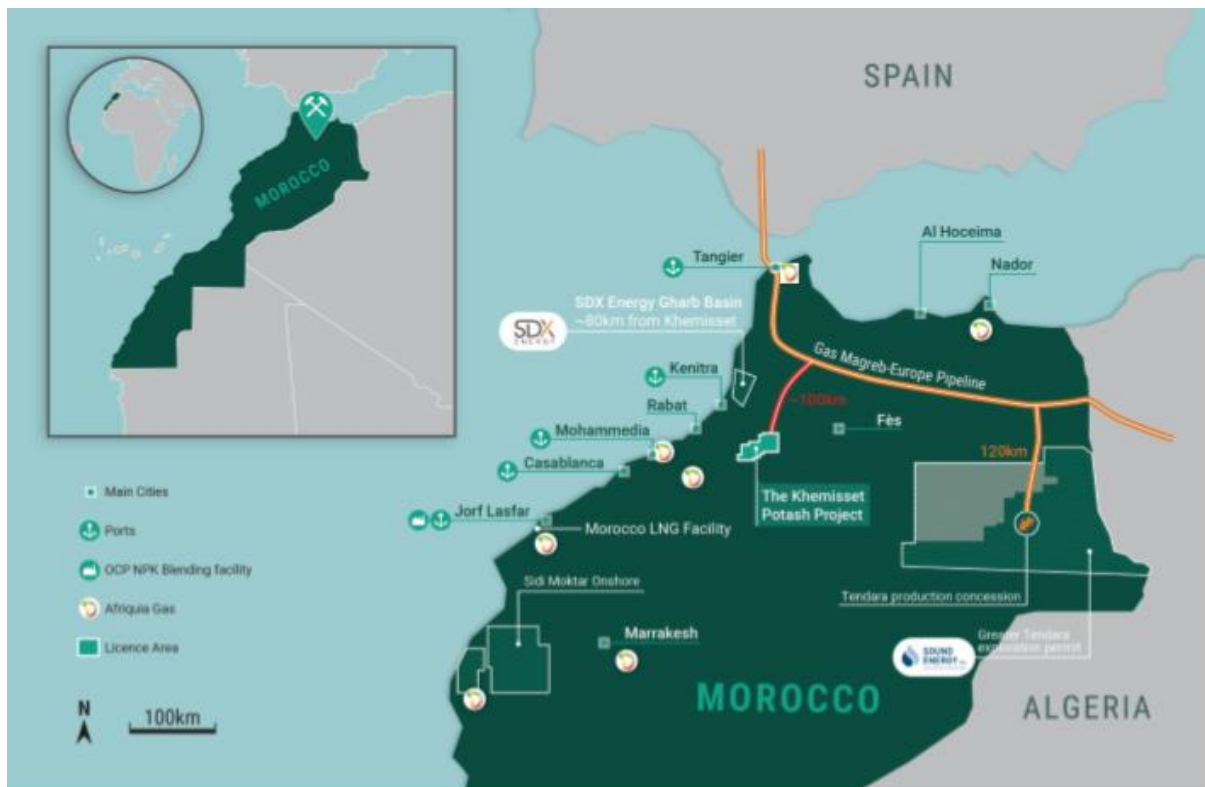 MOROCCO
SPAIN
Al Hoceima
Tangier
Nador
SDX Energy Gharb Basin
~80km from Khemisset
SDX
ENERGY
Gas Magreb-Europe Pipeline
Kenitra
~100km
Rabat
Fès
Mohammedia
120km
Casablanca
The Khemisset
Potash Project
Main Cities
Jorf Lasfar
Morocco LNG Facility
Ports
OCP NPK Blending facility
Sidi Moktar Onshore
Tendara production concession
Afriquia Gas
Marrakesh
Greater Tendara
exploration permit
Licence Area
SOUND
ENERGY
MOROCCO
ALGERIA
N
100km